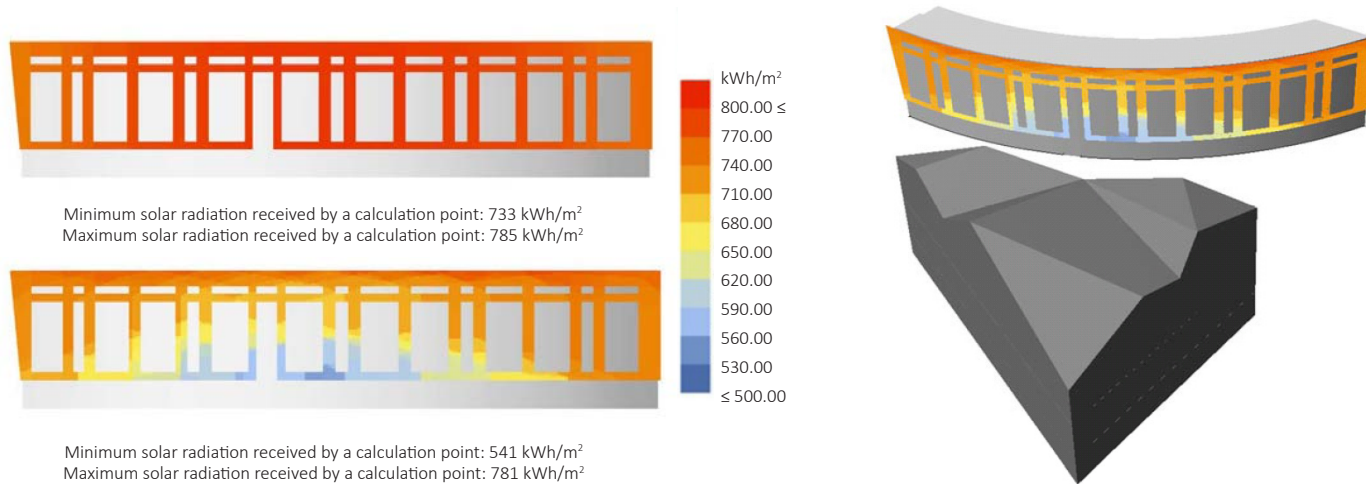 Minimum solar radiation received by a calculation point: 733 kWh/m²
Maximum solar radiation received by a calculation point: 785 kWh/m²
Minimum solar radiation received by a calculation point: 541 kWh/m²
Maximum solar radiation received by a calculation point: 781 kWh/m²
kWh/m²
800.00 ≤
770.00
740.00
710.00
680.00
650.00
620.00
590.00
560.00
530.00
≤ 500.00